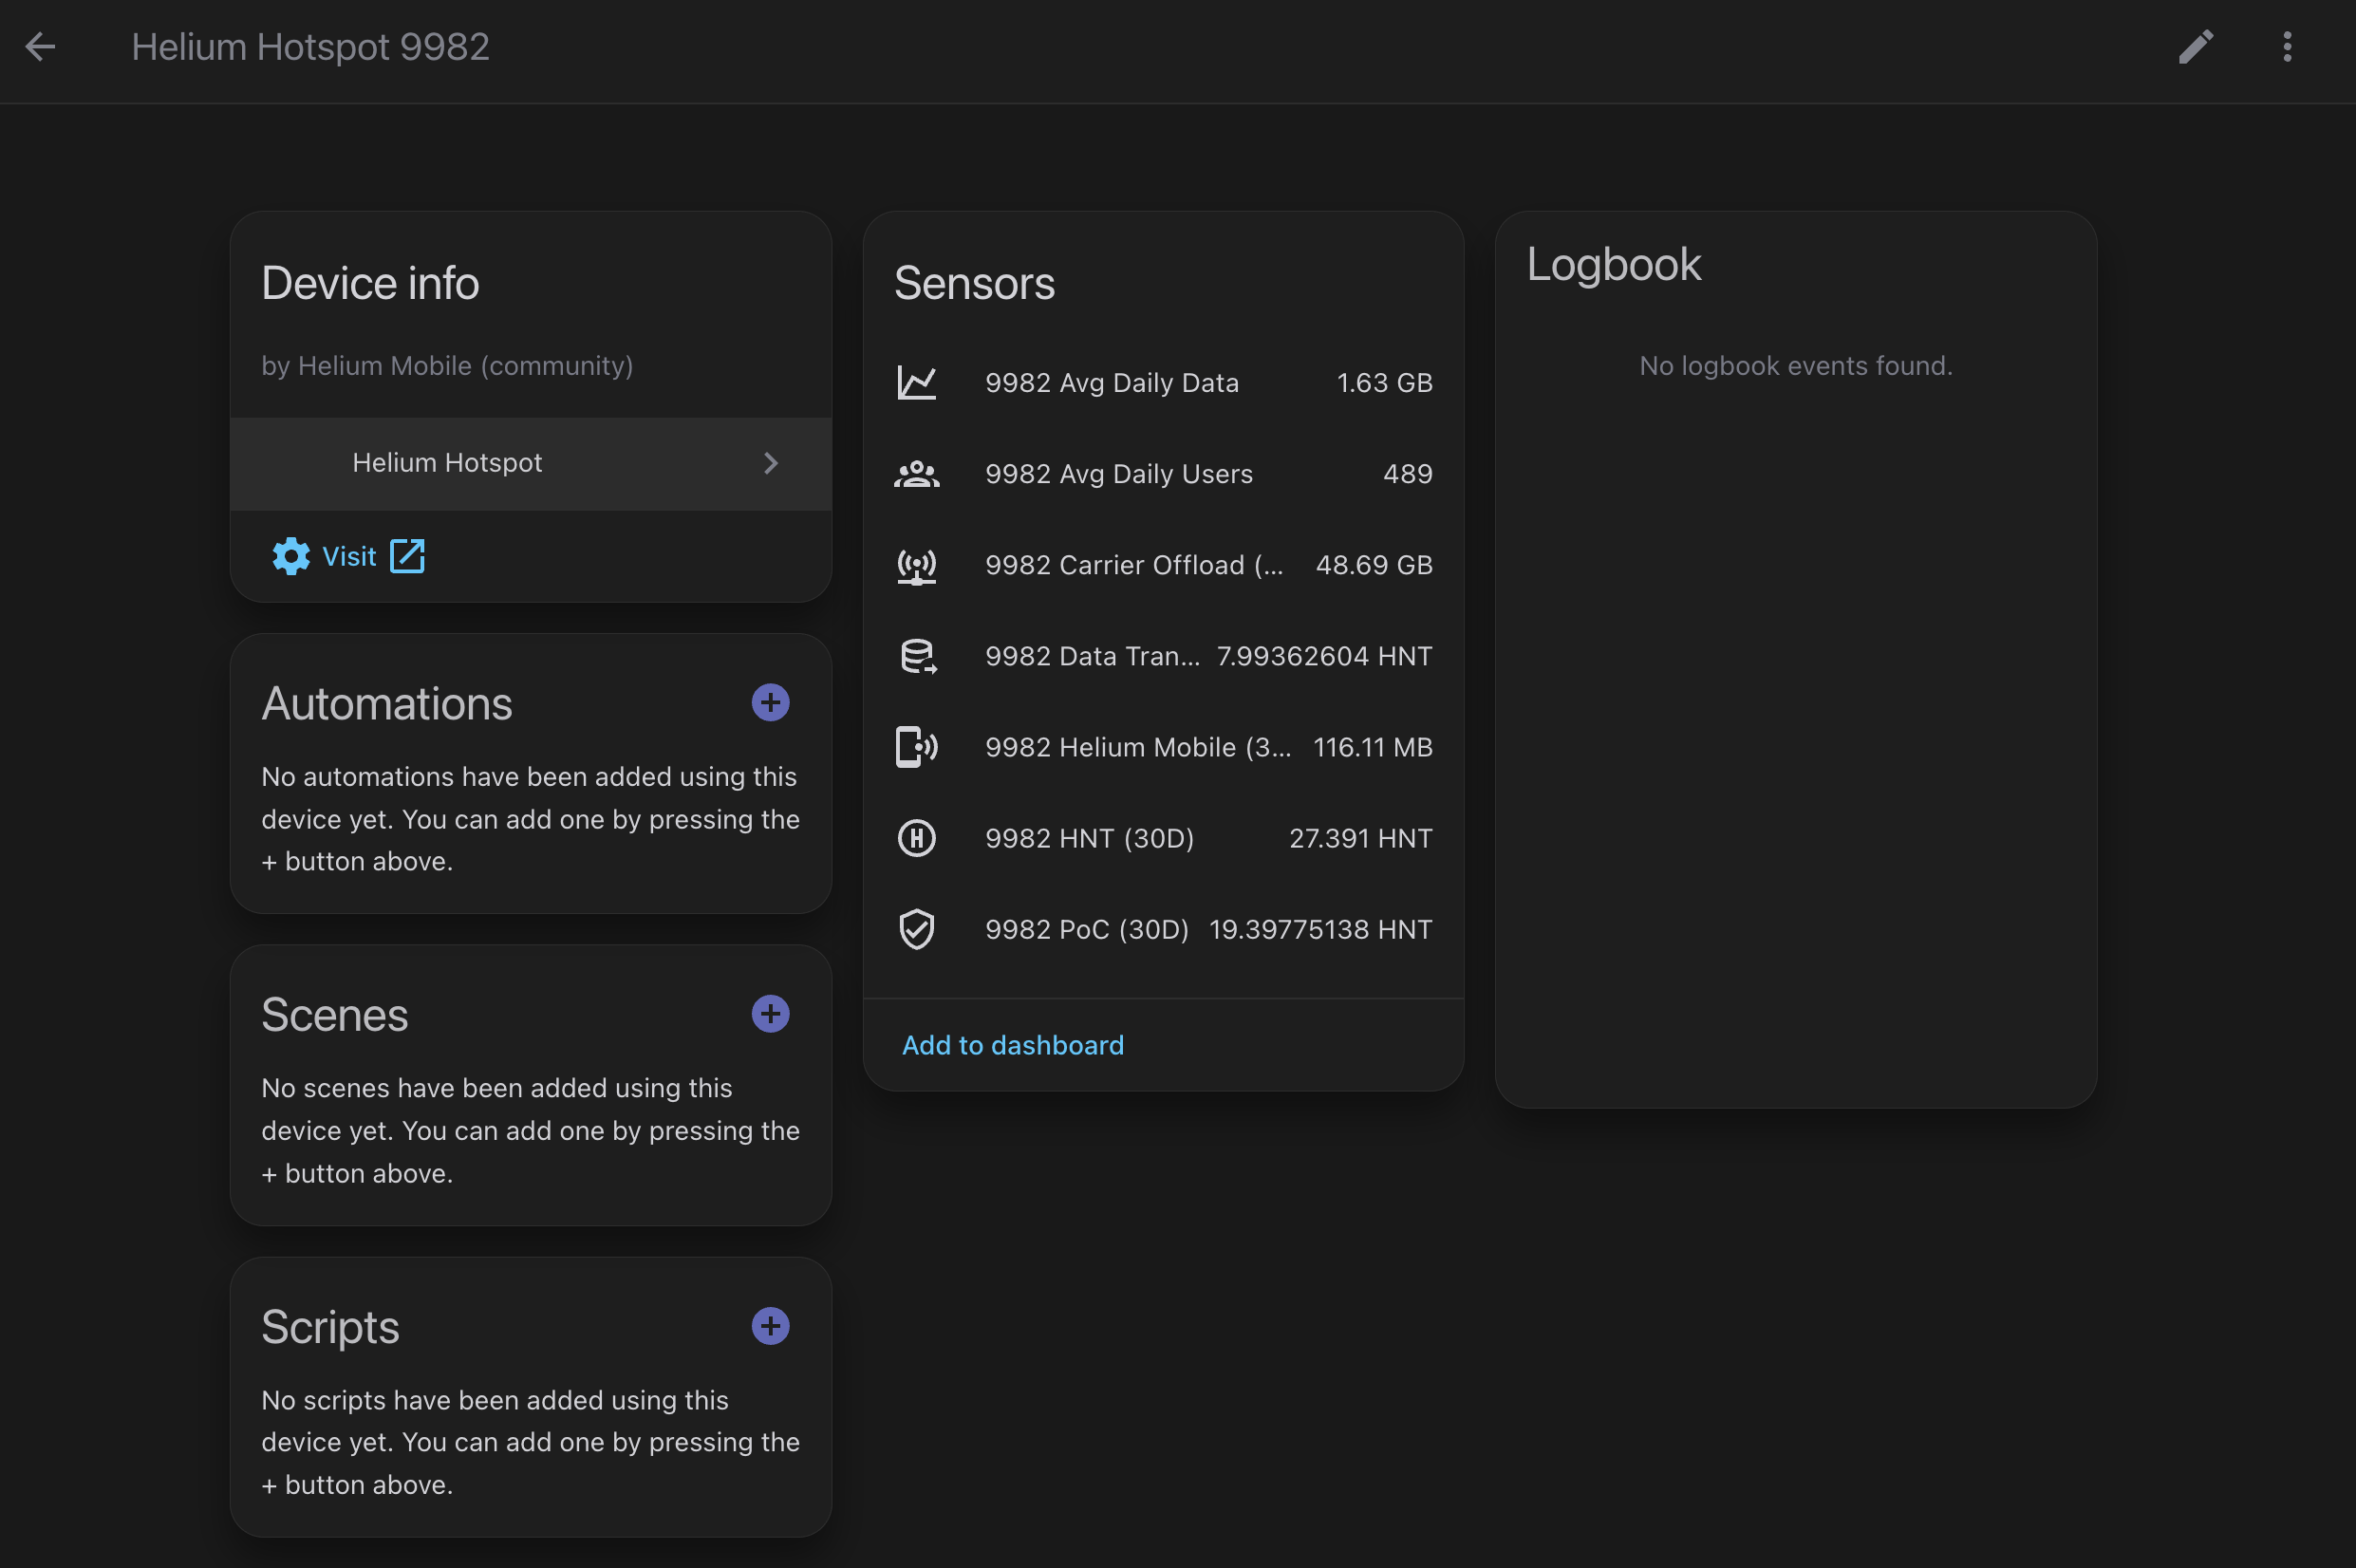 Helium Hotspot 9982
Device info
by Helium Mobile (community)
Helium Hotspot
Visit
Automations
No automations have been added using this
device yet. You can add one by pressing the
+ button above.
Scenes
No scenes have been added using this
device yet. You can add one by pressing the
+ button above.
Scripts
No scripts have been added using this
device yet. You can add one by pressing the
+ button above.
Sensors
9982 Avg Daily Data 1.63 GB
9982 Avg Daily Users 489
9982 Carrier Offload (... 48.69 GB
9982 Data Tran... 7.99362604 HNT
9982 Helium Mobile (3... 116.11 MB
9982 HNT (30D) 27.391 HNT
9982 PoC (30D) 19.39775138 HNT
Add to dashboard
Logbook
No logbook events found.